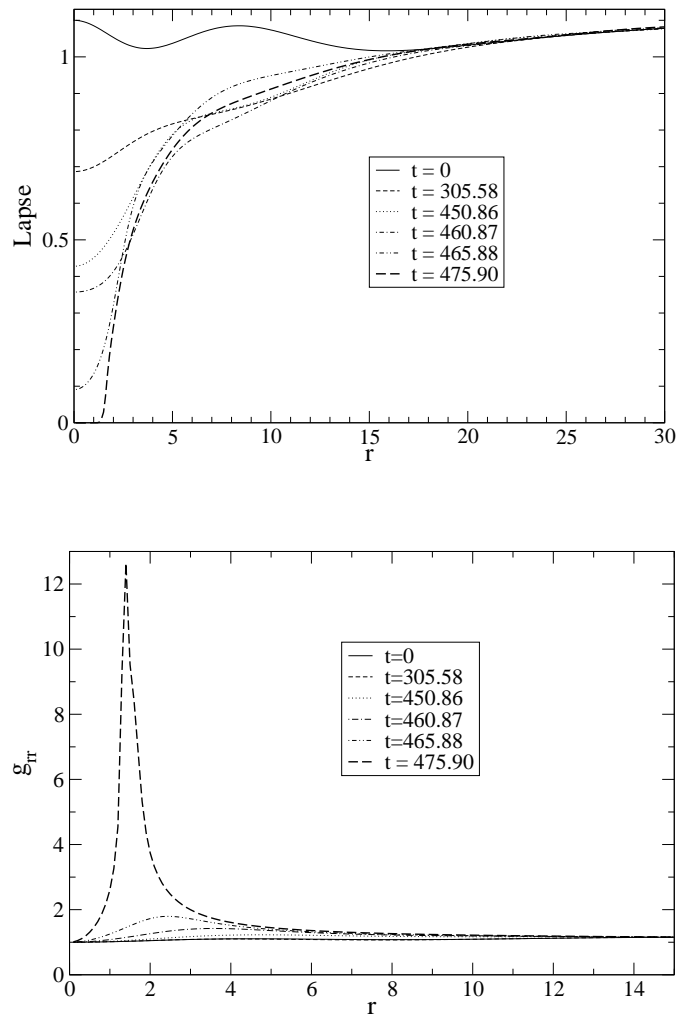 1
0.5
0
Lapse
t = 0
t = 305.58
t = 450.86
t = 460.87
t = 465.88
t = 475.90
0 5 10 15 20 25 30
r
12
10
8
6
4
2
0
g_rr
t=0
t=305.58
t=450.86
t=460.87
t=465.88
t = 475.90
0 2 4 6 8 10 12 14
r